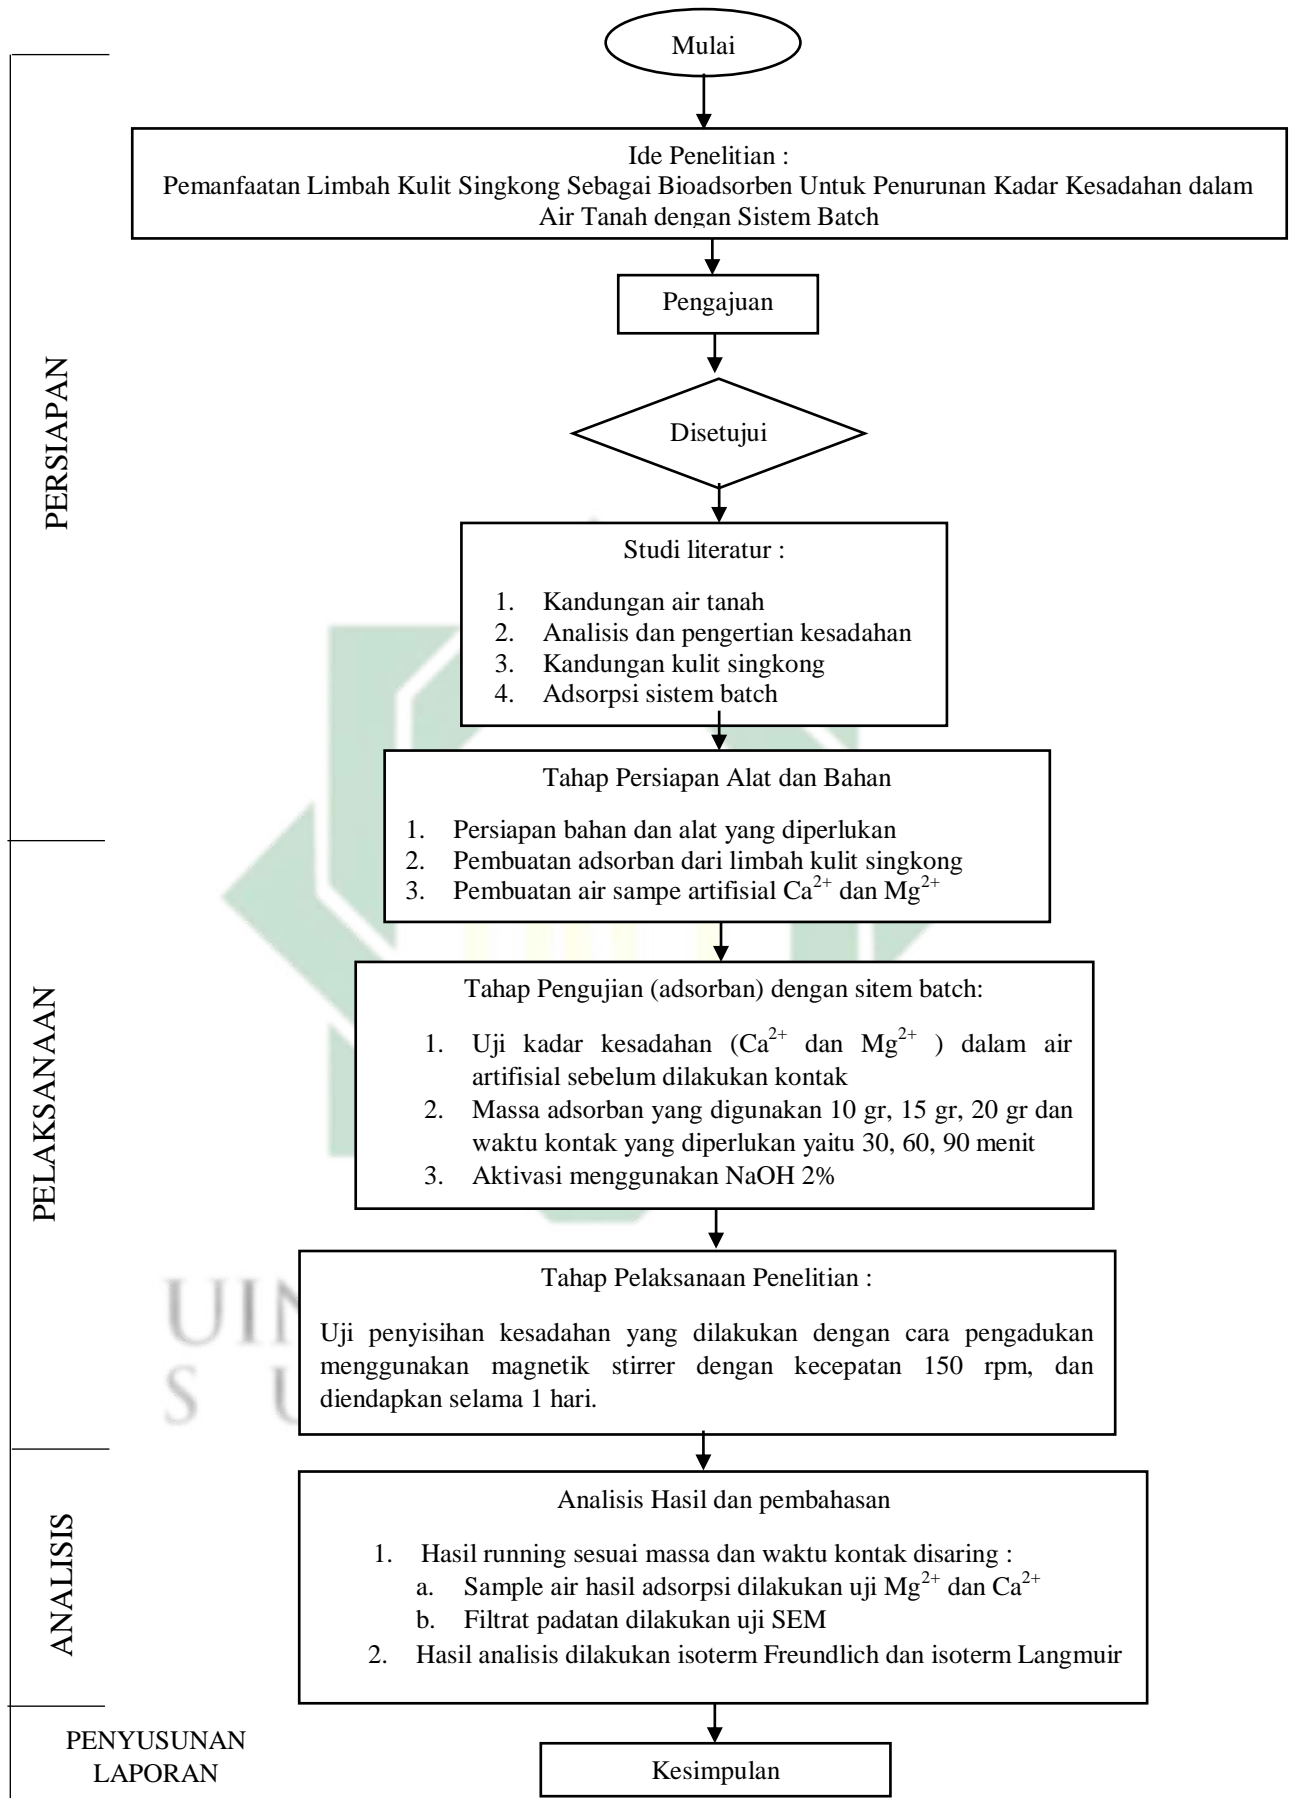 Mulai
Ide Penelitian :
Pemanfaatan Limbah Kulit Singkong Sebagai Bioadsorben Untuk Penurunan Kadar Kesadahan dalam
Air Tanah dengan Sistem Batch
Pengajuan
Disetujui
PERSIAPAN
Studi literatur :
1. Kandungan air tanah
2. Analisis dan pengertian kesadahan
3. Kandungan kulit singkong
4. Adsorpsi sistem batch
Tahap Persiapan Alat dan Bahan
1. Persiapan bahan dan alat yang diperlukan
2. Pembuatan adsorban dari limbah kulit singkong
3. Pembuatan air sampe artifisial Ca²⁺ dan Mg²⁺
PELAKSANAAN
Tahap Pengujian (adsorban) dengan sitem batch:
1. Uji kadar kesadahan (Ca²⁺ dan Mg²⁺ ) dalam air
artifisial sebelum dilakukan kontak
2. Massa adsorban yang digunakan 10 gr, 15 gr, 20 gr dan
waktu kontak yang diperlukan yaitu 30, 60, 90 menit
3. Aktivasi menggunakan NaOH 2%
Tahap Pelaksanaan Penelitian :
Uji penyisihan kesadahan yang dilakukan dengan cara pengadukan
menggunakan magnetik stirrer dengan kecepatan 150 rpm, dan
diendapkan selama 1 hari.
ANALISIS
Analisis Hasil dan pembahasan
1. Hasil running sesuai massa dan waktu kontak disaring :
a. Sample air hasil adsorpsi dilakukan uji Mg²⁺ dan Ca²⁺
b. Filtrat padatan dilakukan uji SEM
2. Hasil analisis dilakukan isoterm Freundlich dan isoterm Langmuir
PENYUSUNAN
LAPORAN
Kesimpulan